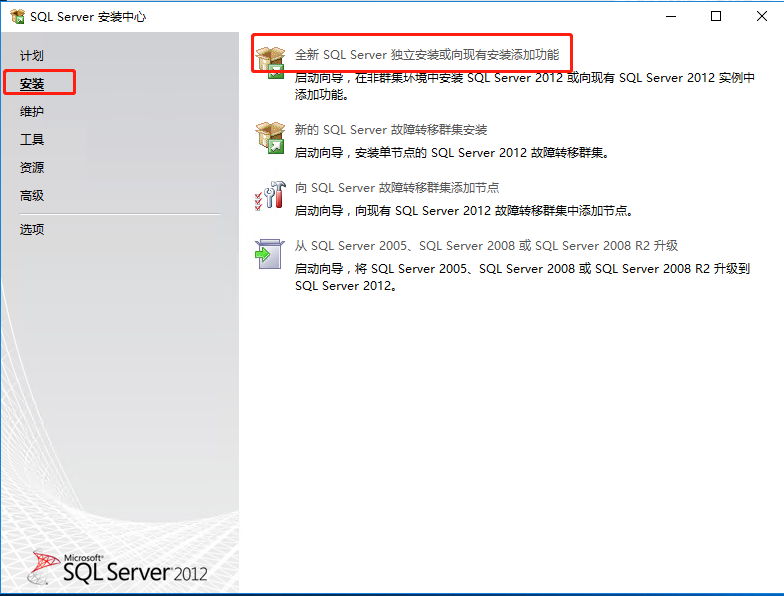 SQL Server 安装中心
计划
安装
维护
工具
资源
高级
选项
全新 SQL Server 独立安装或向现有安装添加功能
启动向导，在非群集环境中安装 SQL Server 2012 或向现有 SQL Server 2012 实例中
添加功能。
新的 SQL Server 故障转移群集安装
启动向导，安装单节点的 SQL Server 2012 故障转移群集。
向 SQL Server 故障转移群集添加节点
启动向导，向现有 SQL Server 2012 故障转移群集中添加节点。
从 SQL Server 2005、SQL Server 2008 或 SQL Server 2008 R2 升级
启动向导，将 SQL Server 2005、SQL Server 2008 或 SQL Server 2008 R2 升级到
SQL Server 2012。
Microsoft®
SQL Server® 2012